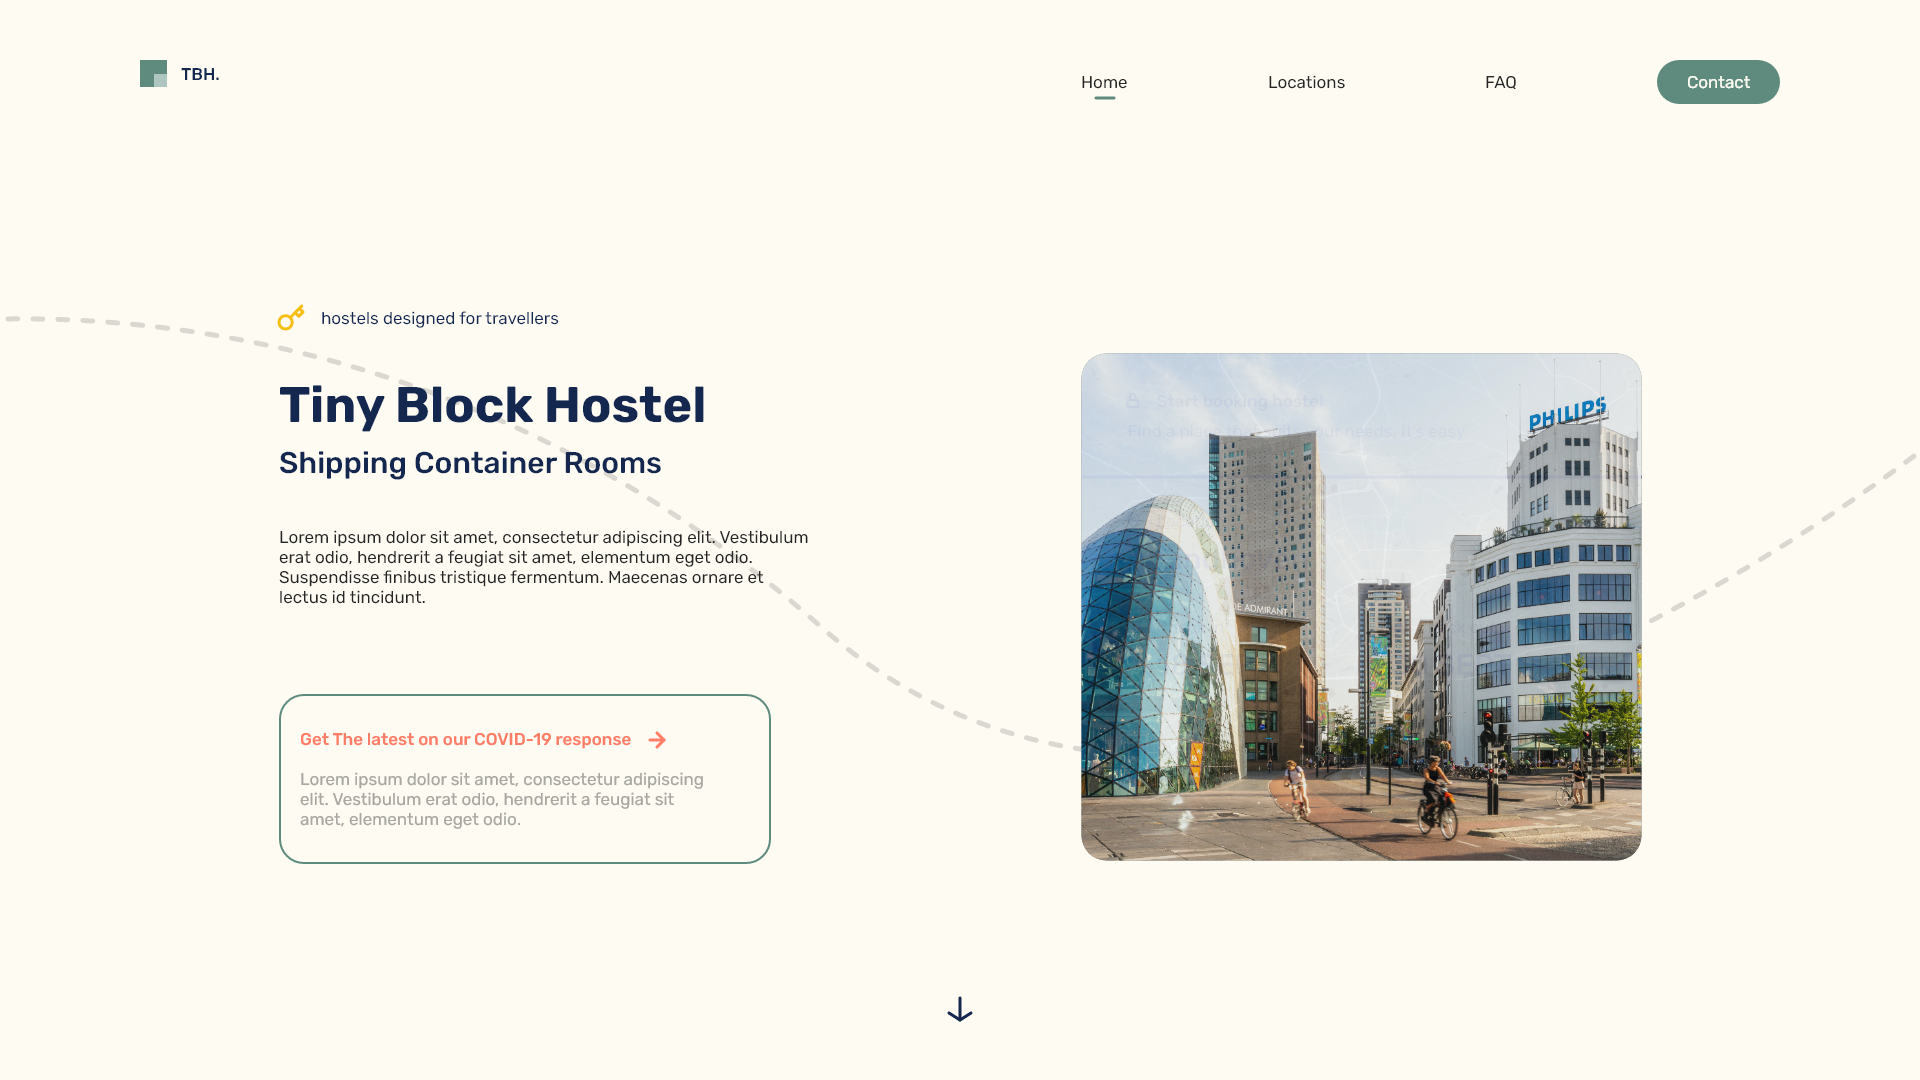 TBH.
Home
Locations
FAQ
Contact
hostels designed for travellers
Tiny Block Hostel
Shipping Container Rooms
Lorem ipsum dolor sit amet, consectetur adipiscing elit. Vestibulum
erat odio, hendrerit a feugiat sit amet, elementum eget odio.
Suspendisse finibus tristique fermentum. Maecenas ornare et
lectus id tincidunt.
Get The latest on our COVID-19 response
Lorem ipsum dolor sit amet, consectetur adipiscing
elit. Vestibulum erat odio, hendrerit a feugiat sit
amet, elementum eget odio.
Start booking hostel
Find a place that your needs. It's easy
PHILIPS
DE ADMIRANT